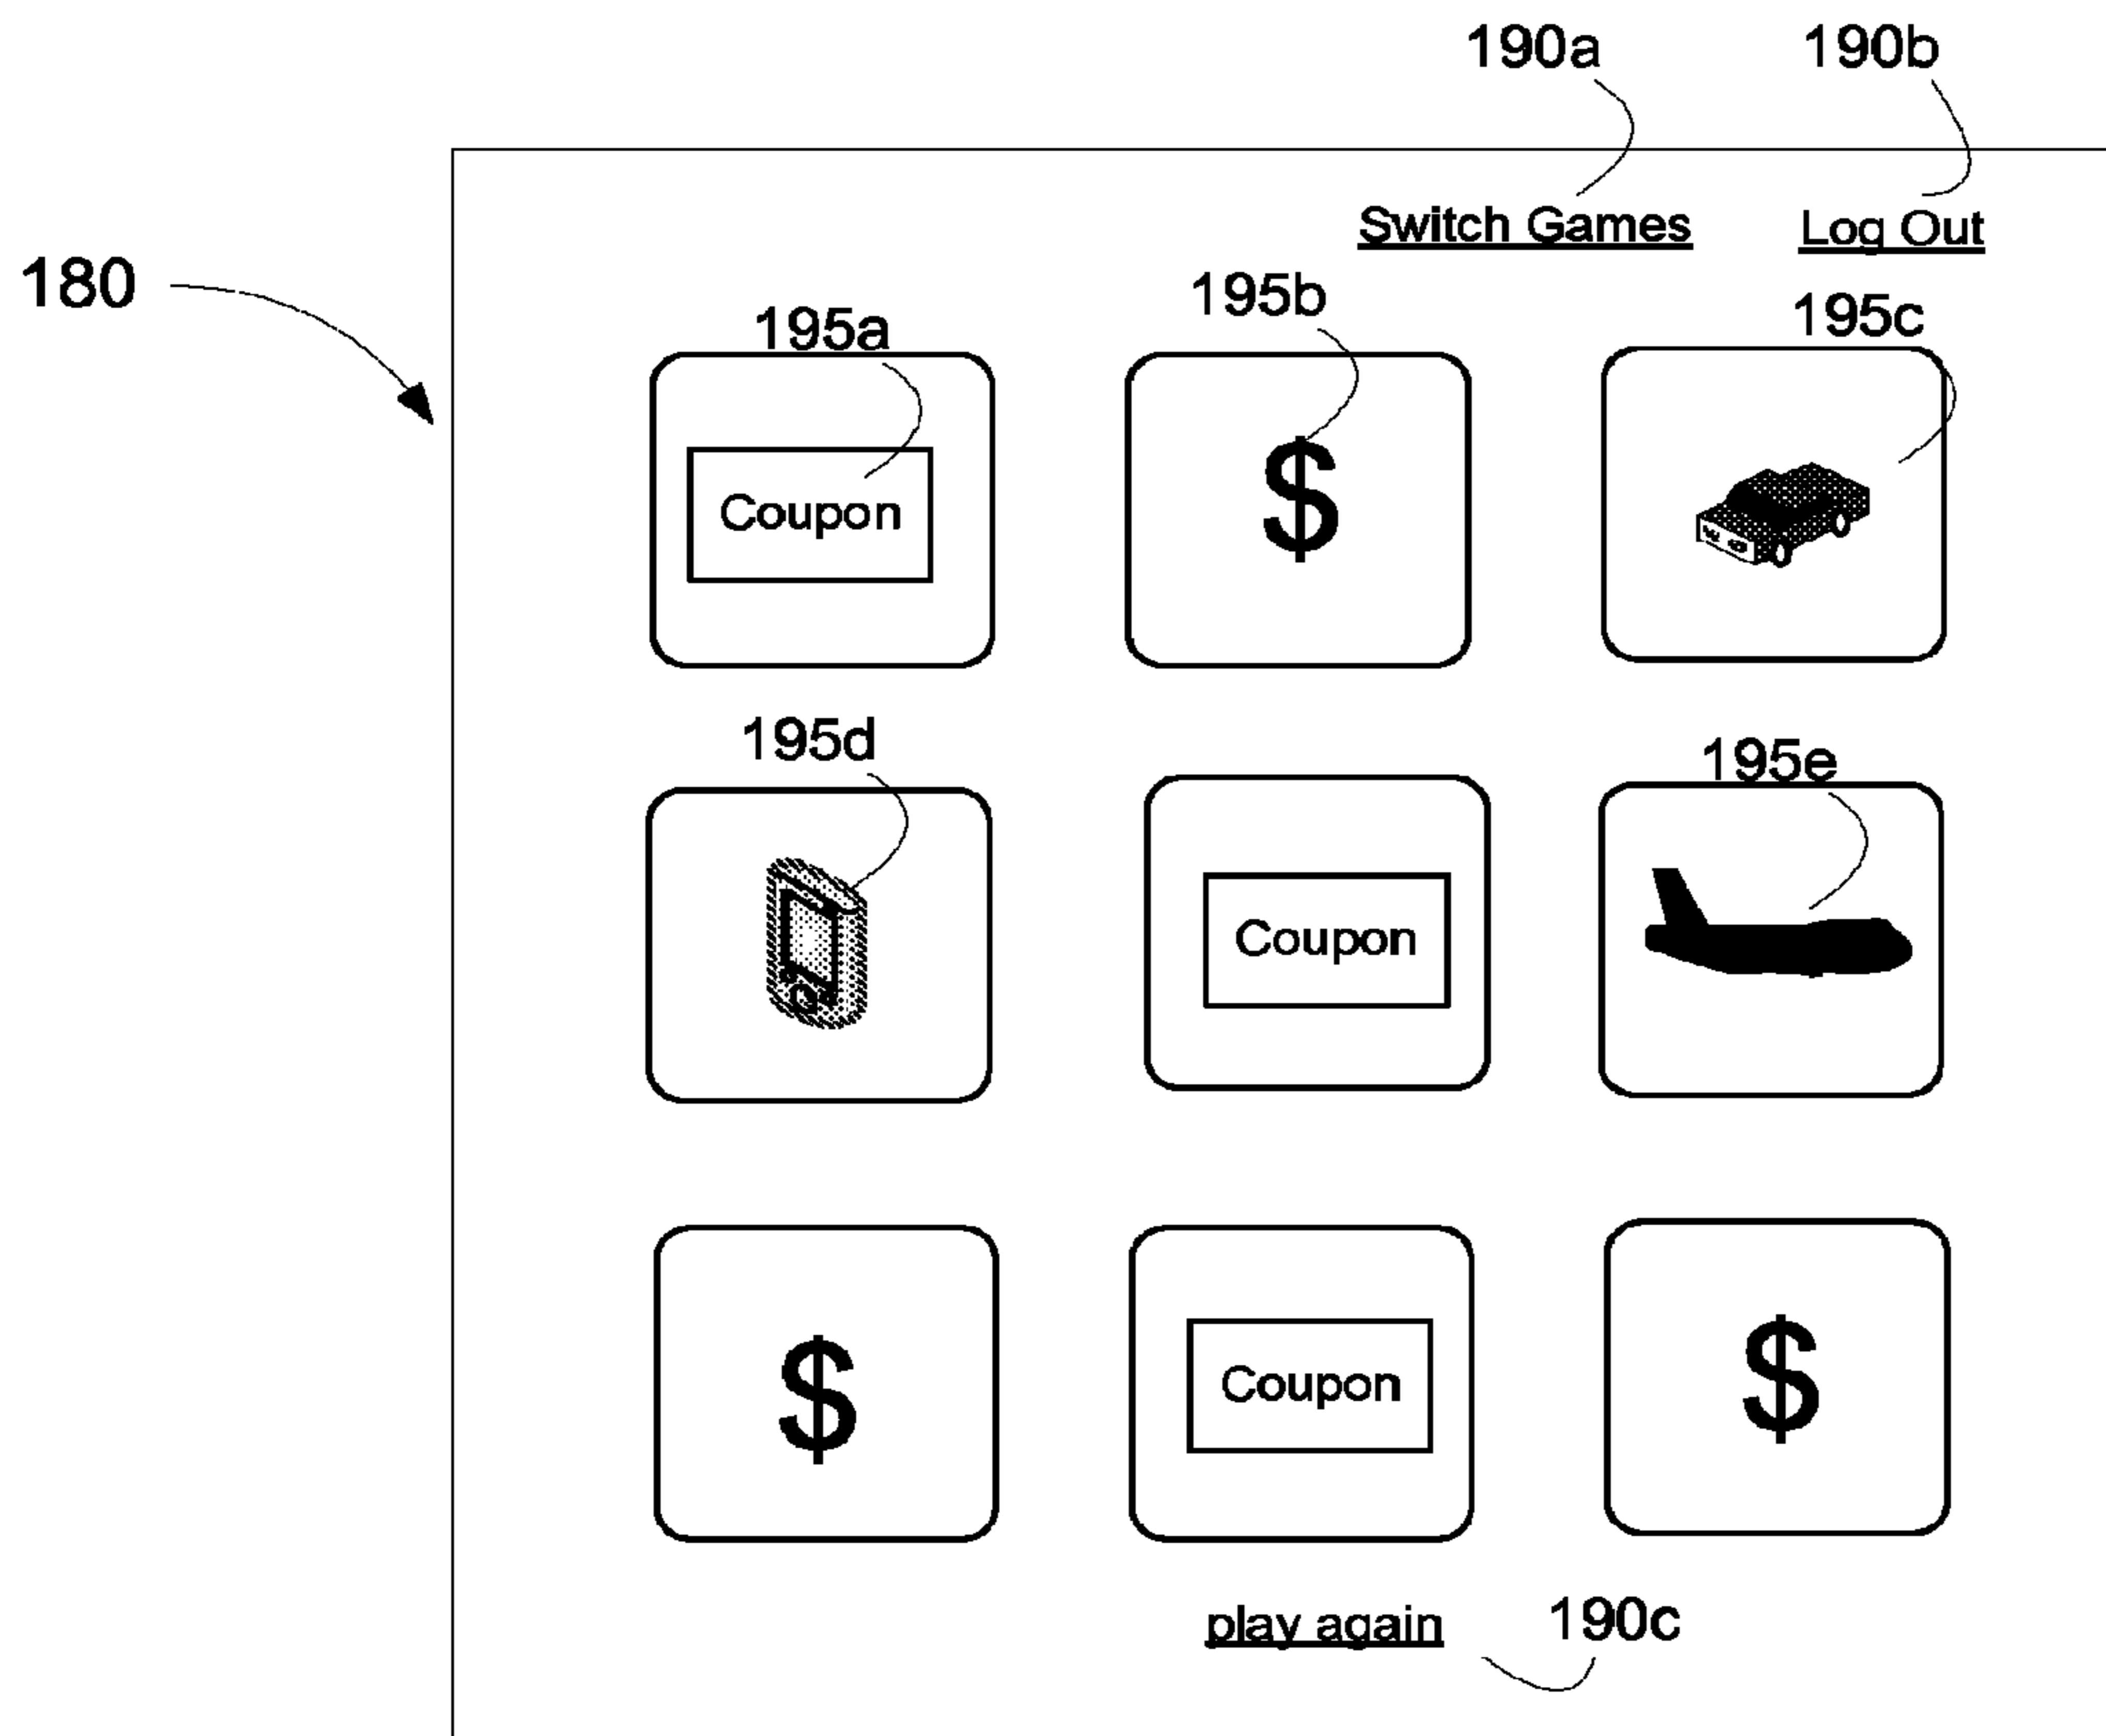 190a 190b
Switch Games Log Out
180
195a 195b 195c
Coupon $
195d 195e
Coupon
$ Coupon $
play again 190c